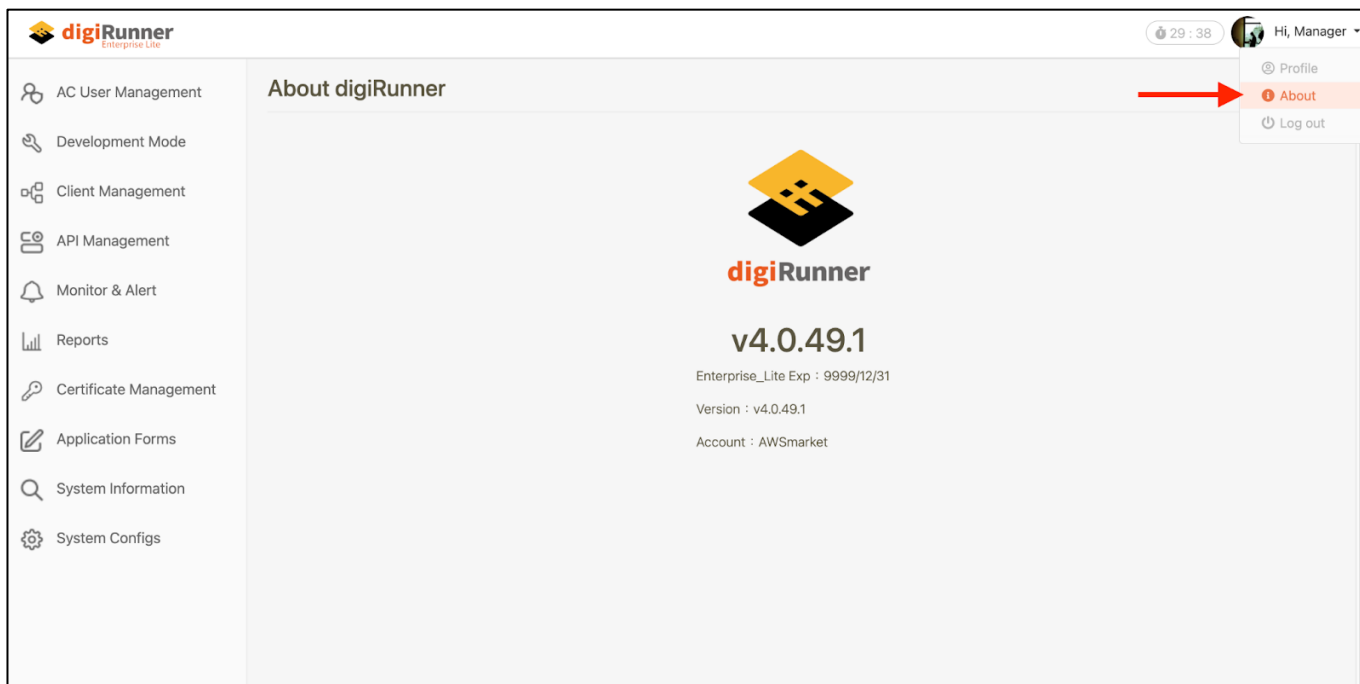 digiRunner
Enterprise Lite
29 : 38
Hi, Manager
Profile
About
Log out
AC User Management
Development Mode
Client Management
API Management
Monitor & Alert
Reports
Certificate Management
Application Forms
System Information
System Configs
About digiRunner
digiRunner
v4.0.49.1
Enterprise_Lite Exp：9999/12/31
Version：v4.0.49.1
Account：AWSmarket